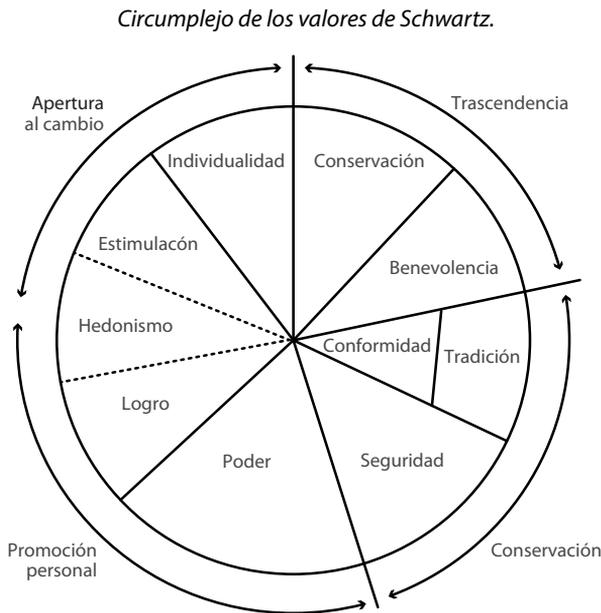 Circumplejo de los valores de Schwartz.
Apertura
al cambio
Trascendencia
Individualidad
Conservación
Estimulacón
Benevolencia
Hedonismo
Conformidad
Tradición
Logro
Poder
Seguridad
Promoción
personal
Conservación